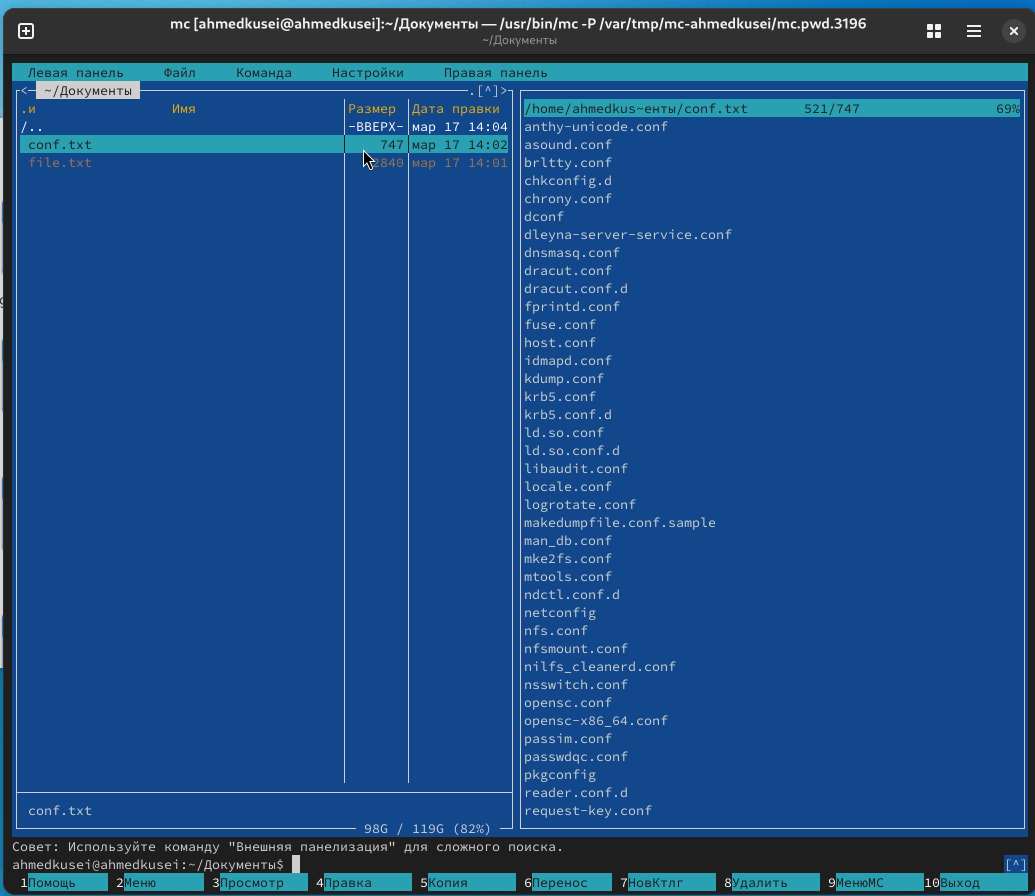 mc [ahmedkusei@ahmedkusei]:~/Документы — /usr/bin/mc -P /var/tmp/mc-ahmedkusei/mc.pwd.3196
~/Документы
Левая панель Файл Команда Настройки Правая панель
<— ~/Документы .[^]>
.и Имя Размер Дата правки
/.. -ВВЕРХ- мар 17 14:04
conf.txt 747 мар 17 14:02
file.txt 2840 мар 17 14:01
conf.txt
98G / 119G (82%)
/home/ahmedkus~енты/conf.txt 521/747 69%
anthy-unicode.conf
asound.conf
brltty.conf
chkconfig.d
chrony.conf
dconf
dleyna-server-service.conf
dnsmasq.conf
dracut.conf
dracut.conf.d
fprintd.conf
fuse.conf
host.conf
idmapd.conf
kdump.conf
krb5.conf
krb5.conf.d
ld.so.conf
ld.so.conf.d
libaudit.conf
locale.conf
logrotate.conf
makedumpfile.conf.sample
man_db.conf
mke2fs.conf
mtools.conf
ndctl.conf.d
netconfig
nfs.conf
nfsmount.conf
nilfs_cleanerd.conf
nsswitch.conf
opensc.conf
opensc-x86_64.conf
passim.conf
passwdqc.conf
pkgconfig
reader.conf.d
request-key.conf
Совет: Используйте команду "Внешняя панелизация" для сложного поиска.
ahmedkusei@ahmedkusei:~/Документы$ [^]
1Помощь 2Меню 3Просмотр 4Правка 5Копия 6Перенос 7НовКтлг 8Удалить 9МенюМС 10Выход